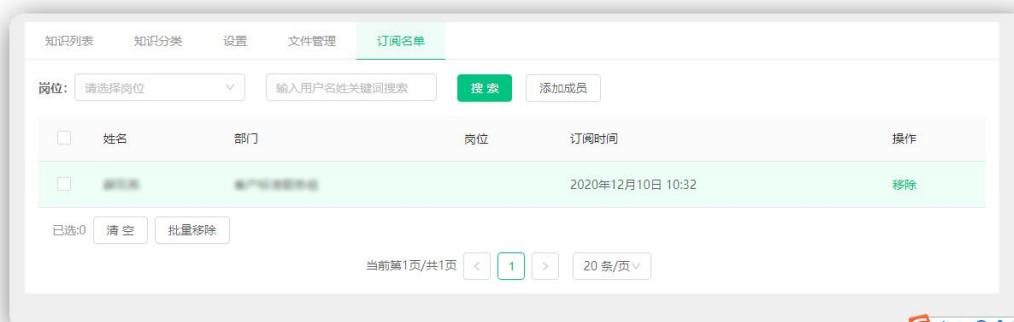 知识列表 知识分类 设置 文件管理 订阅名单
岗位： 请选择岗位 输入用户名姓关键词搜索 搜 索 添加成员
姓名 部门 岗位 订阅时间 操作
2020年12月10日 10:32 移除
已选:0 清 空 批量移除
当前第1页/共1页 < 1 > 20 条/页